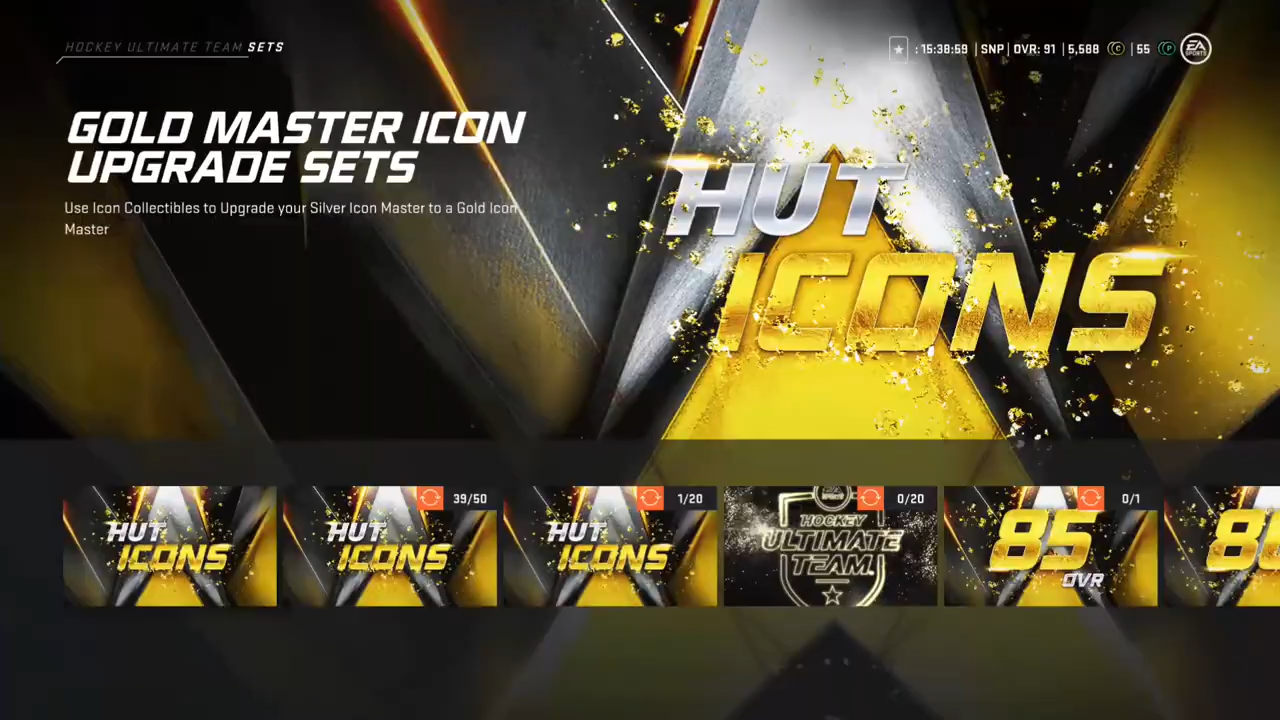 HOCKEY ULTIMATE TEAM SETS
: 15:38:59 | SNP | OVR: 91 | 5,588 C | 55 P EA SPORTS
GOLD MASTER ICON
UPGRADE SETS
Use Icon Collectibles to Upgrade your Silver Icon Master to a Gold Icon
Master
HUT
ICONS
HUT
ICONS
39/50
HUT
ICONS
1/20
HUT
ICONS
0/20
HOCKEY
ULTIMATE
TEAM
0/1
85
OVR